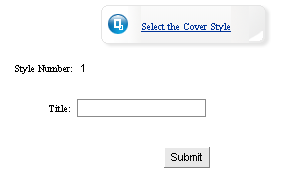 Select the Cover Style
Style Number: 1
Title:
Submit